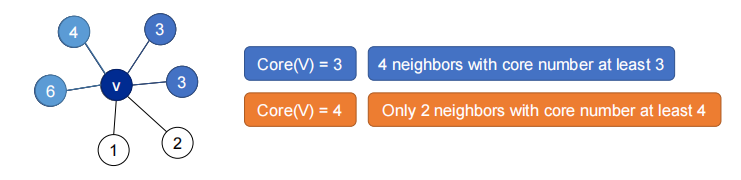 4
3
6
v
3
1
2
Core(V) = 3
4 neighbors with core number at least 3
Core(V) = 4
Only 2 neighbors with core number at least 4